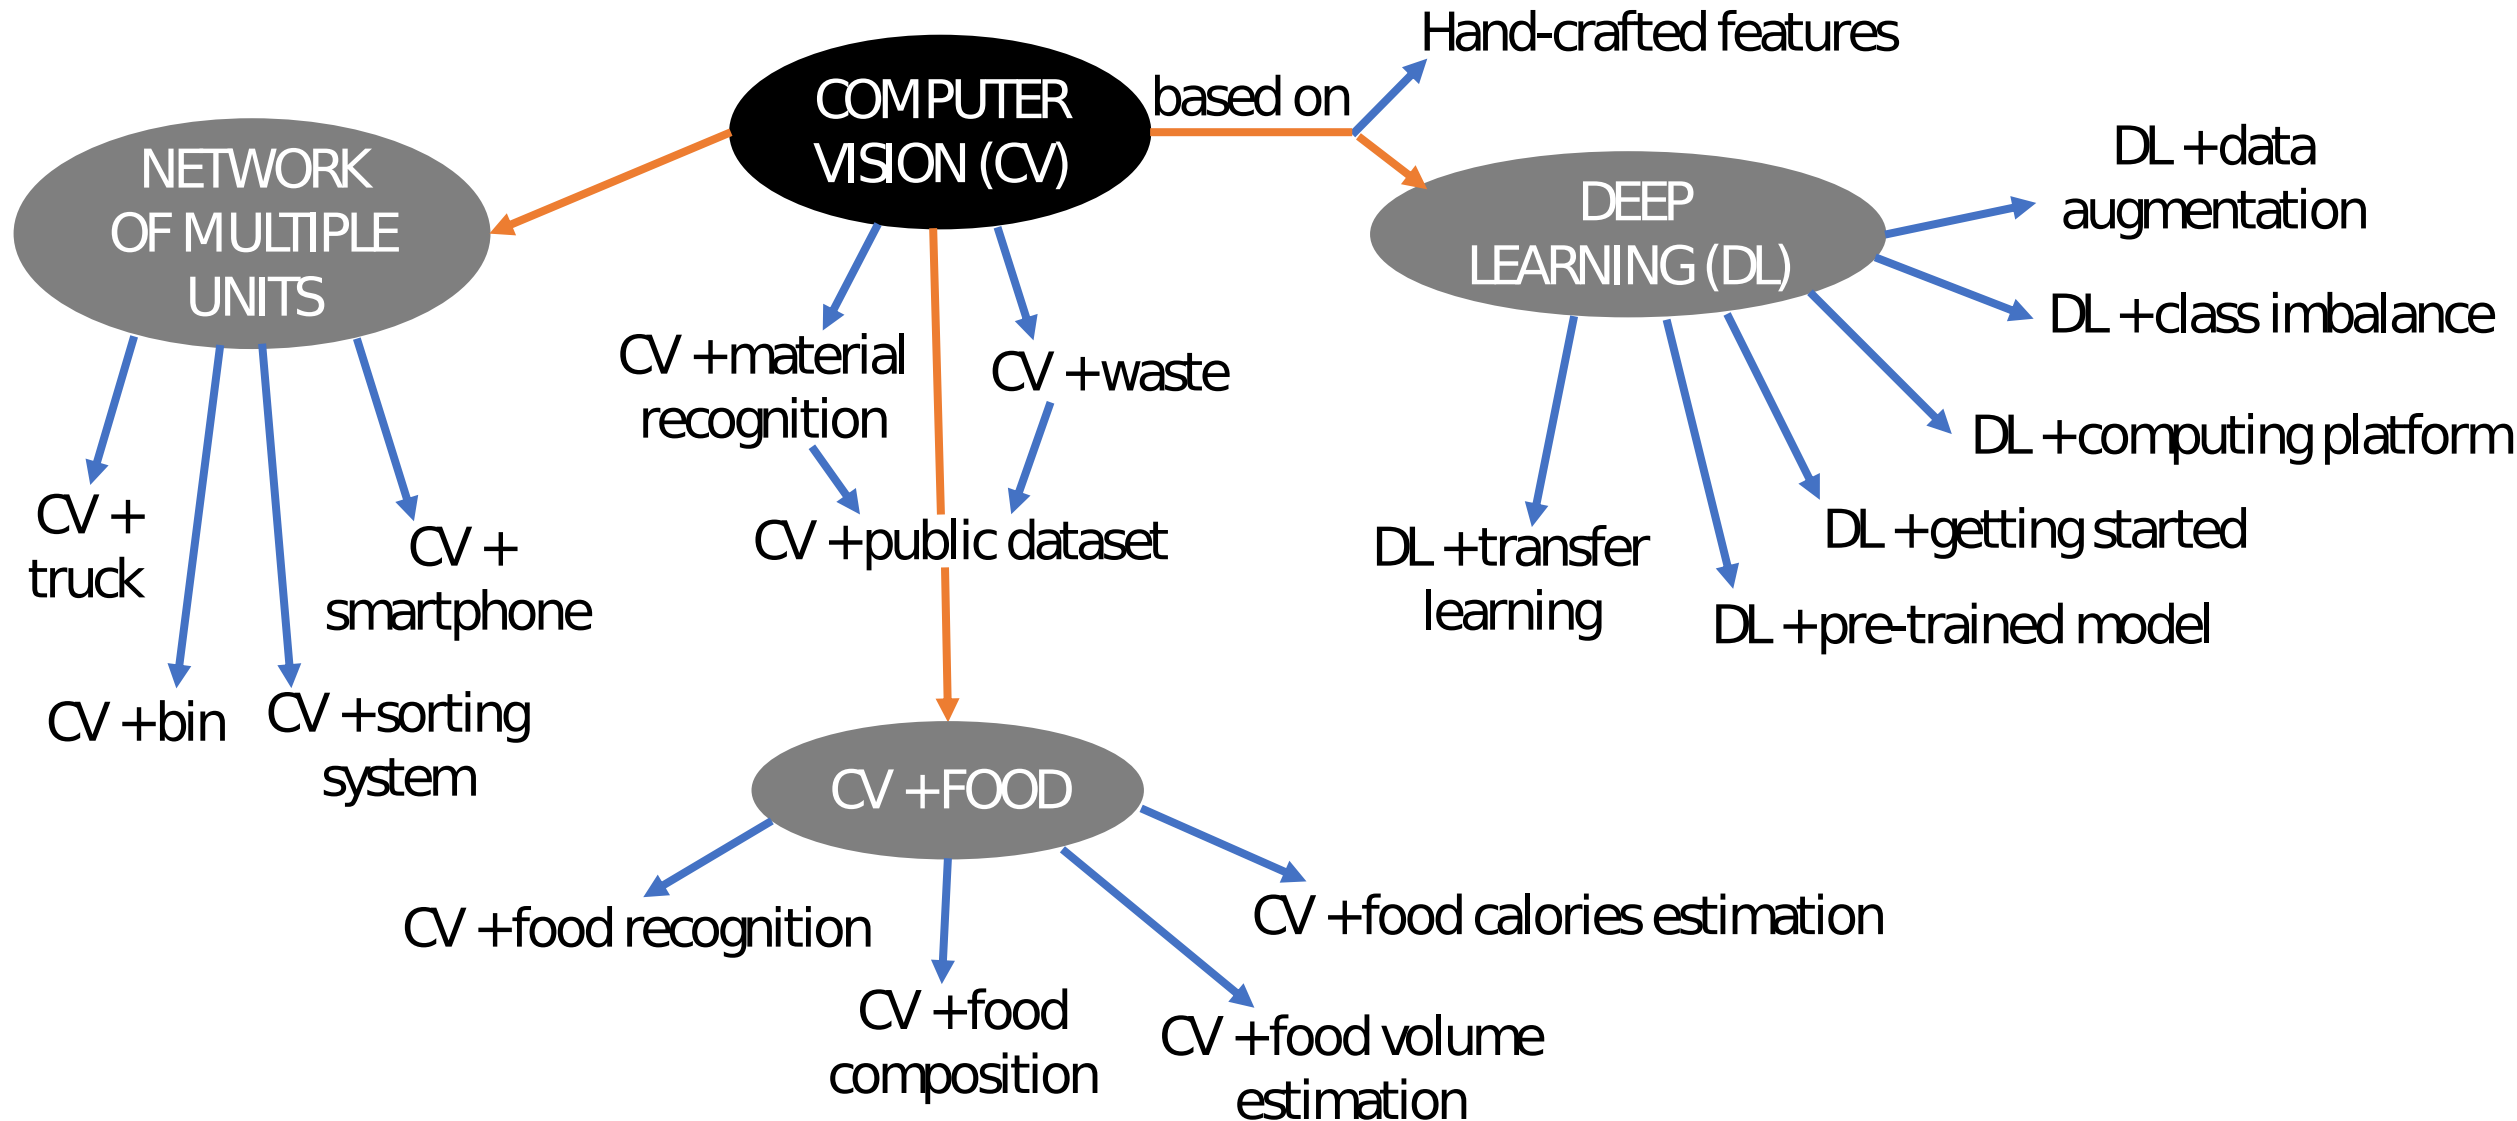 Hand-crafted features
based on
COMPUTER
VISION (CV)
NETWORK
OF MULTIPLE
UNITS
DEEP
LEARNING (DL)
DL + data
augmentation
DL + class imbalance
DL + computing platform
DL + getting started
DL + pre-trained model
DL + transfer
learning
CV + material
recognition
CV + waste
CV + public dataset
CV +
truck
CV + bin
CV + sorting
system
CV +
smartphone
CV + FOOD
CV + food recognition
CV + food
composition
CV + food volume
estimation
CV + food calories estimation